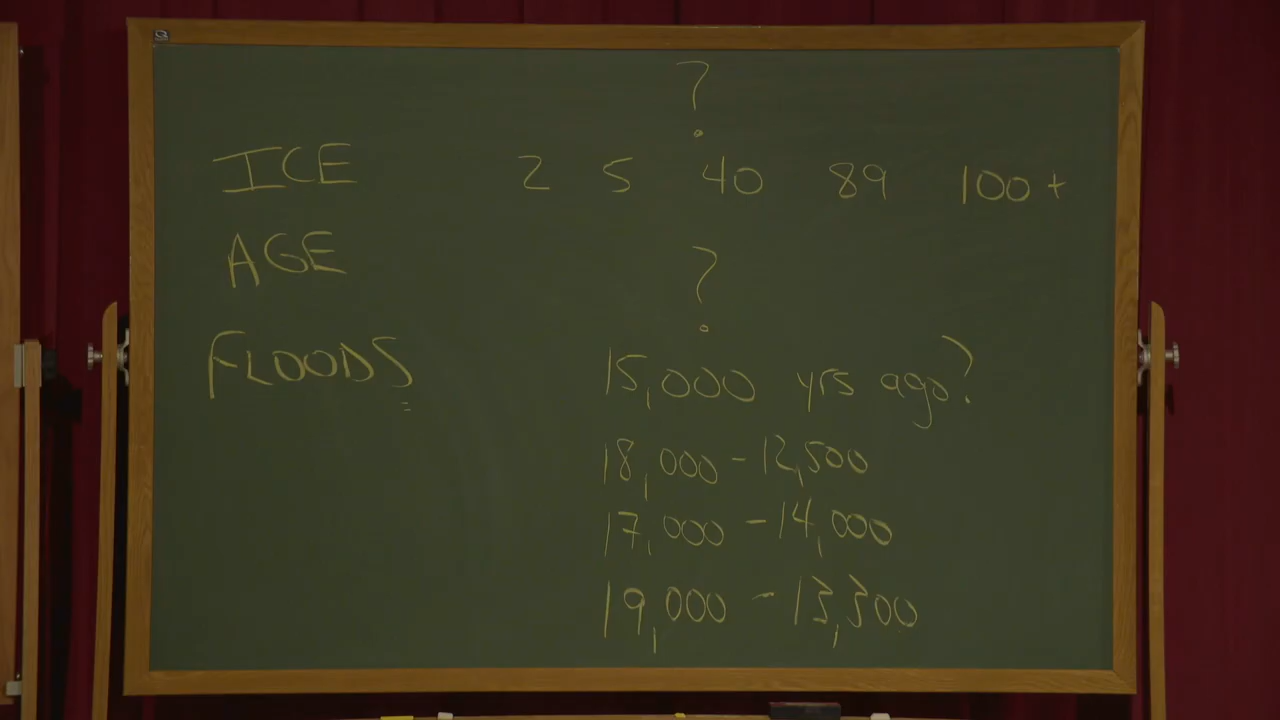 ?
ICE 2 5 40 89 100+
AGE
?
FLOODS
15,000 yrs ago?
18,000 - 12,500
17,000 - 14,000
19,000 - 13,300